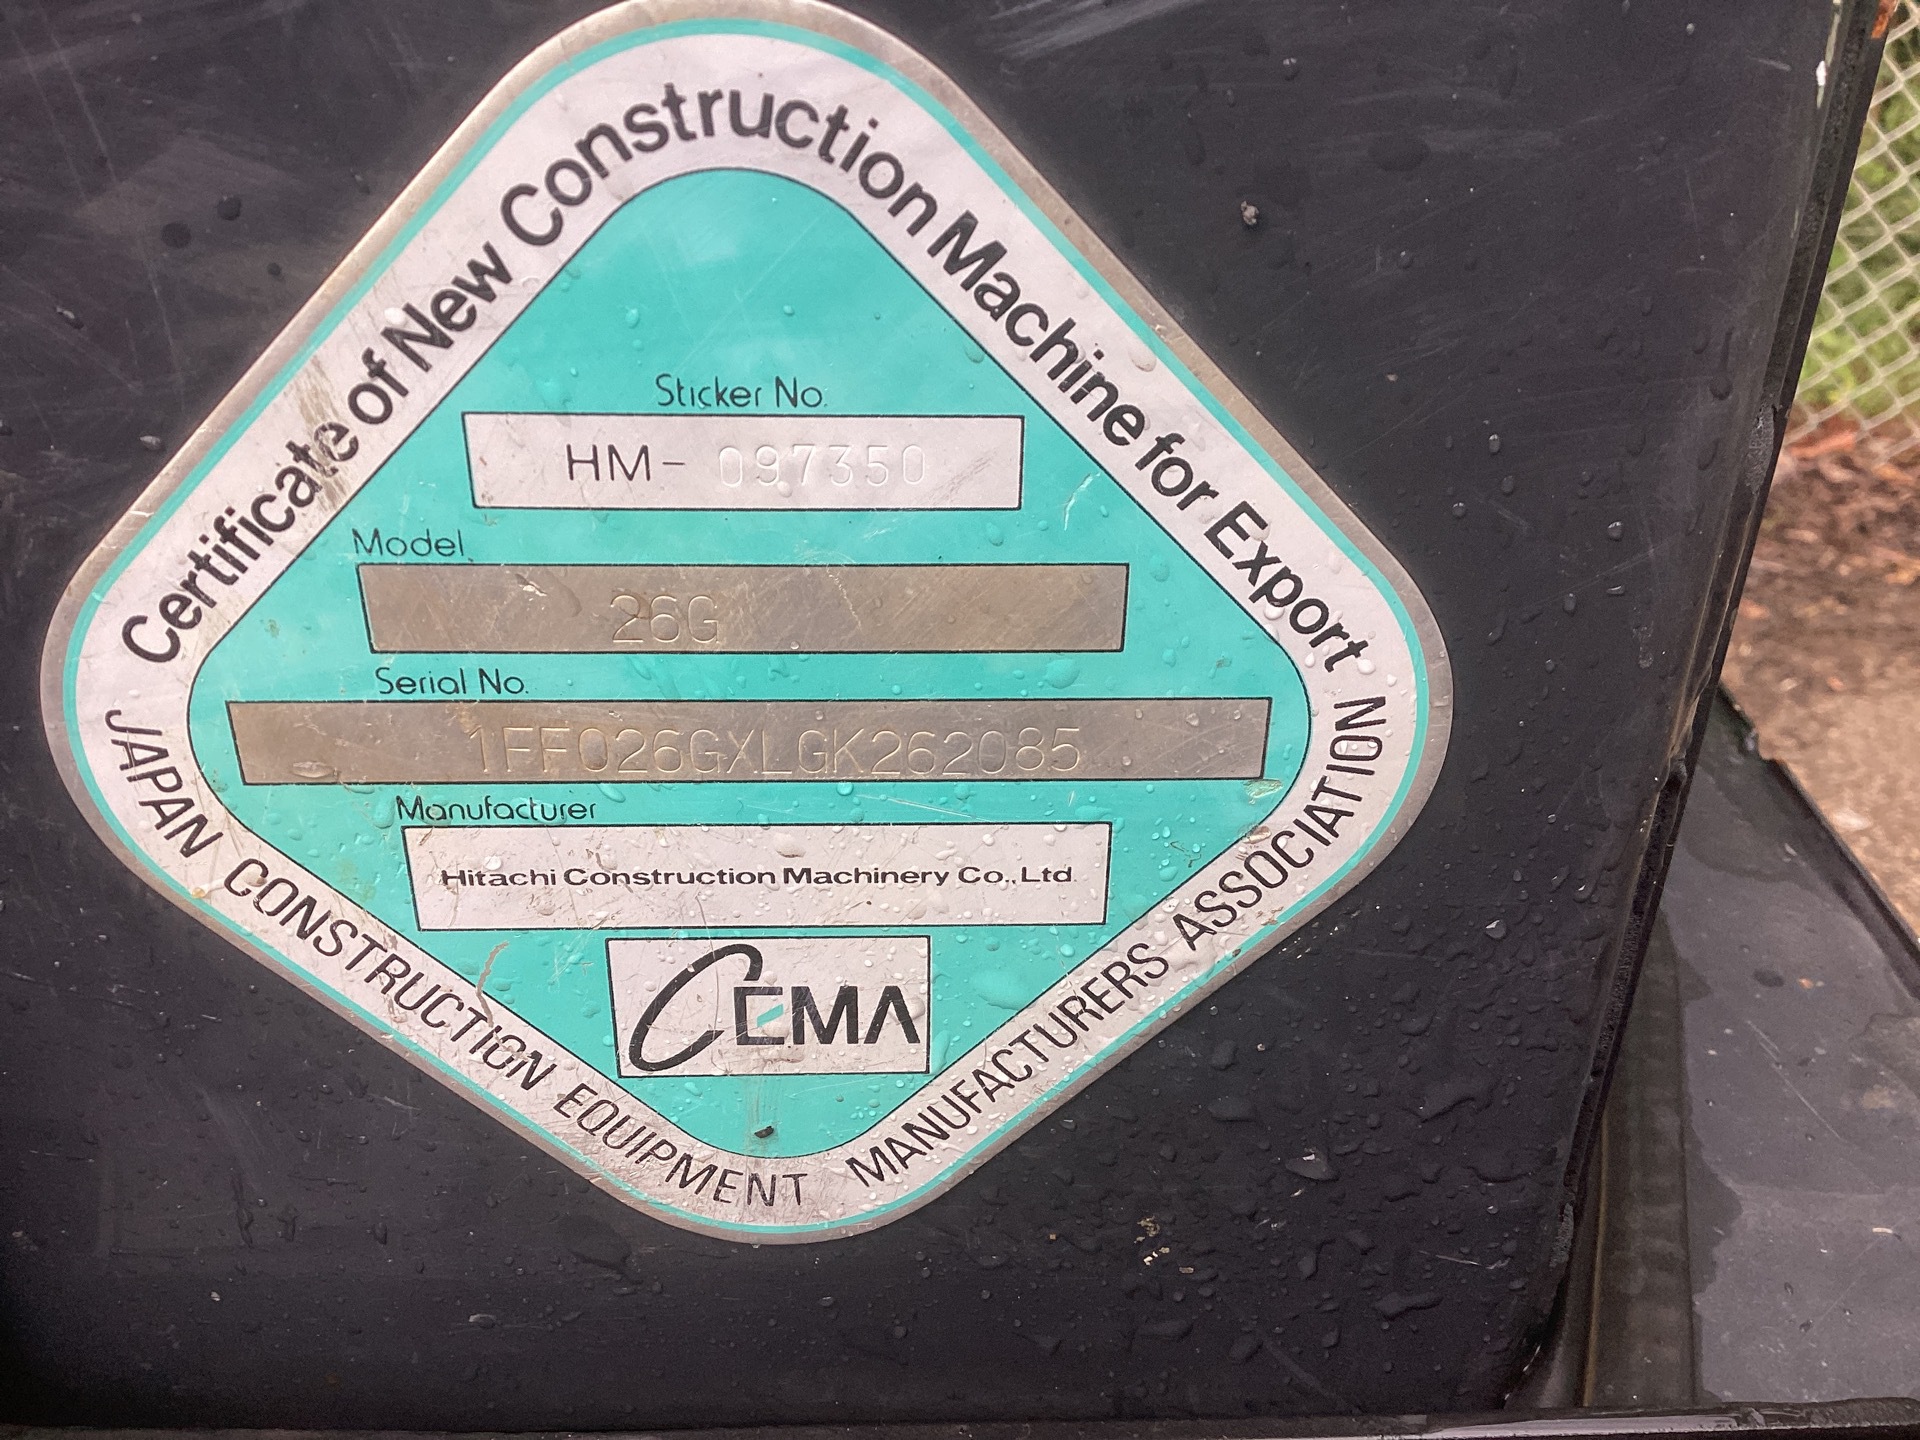 Certificate of New Construction Machine for Export
Sticker No.
HM- 097350
Model
26G
Serial No.
1FF026GXLGK262085
Manufacturer
Hitachi Construction Machinery Co., Ltd.
CEMA
JAPAN CONSTRUCTION EQUIPMENT MANUFACTURERS ASSOCIATION